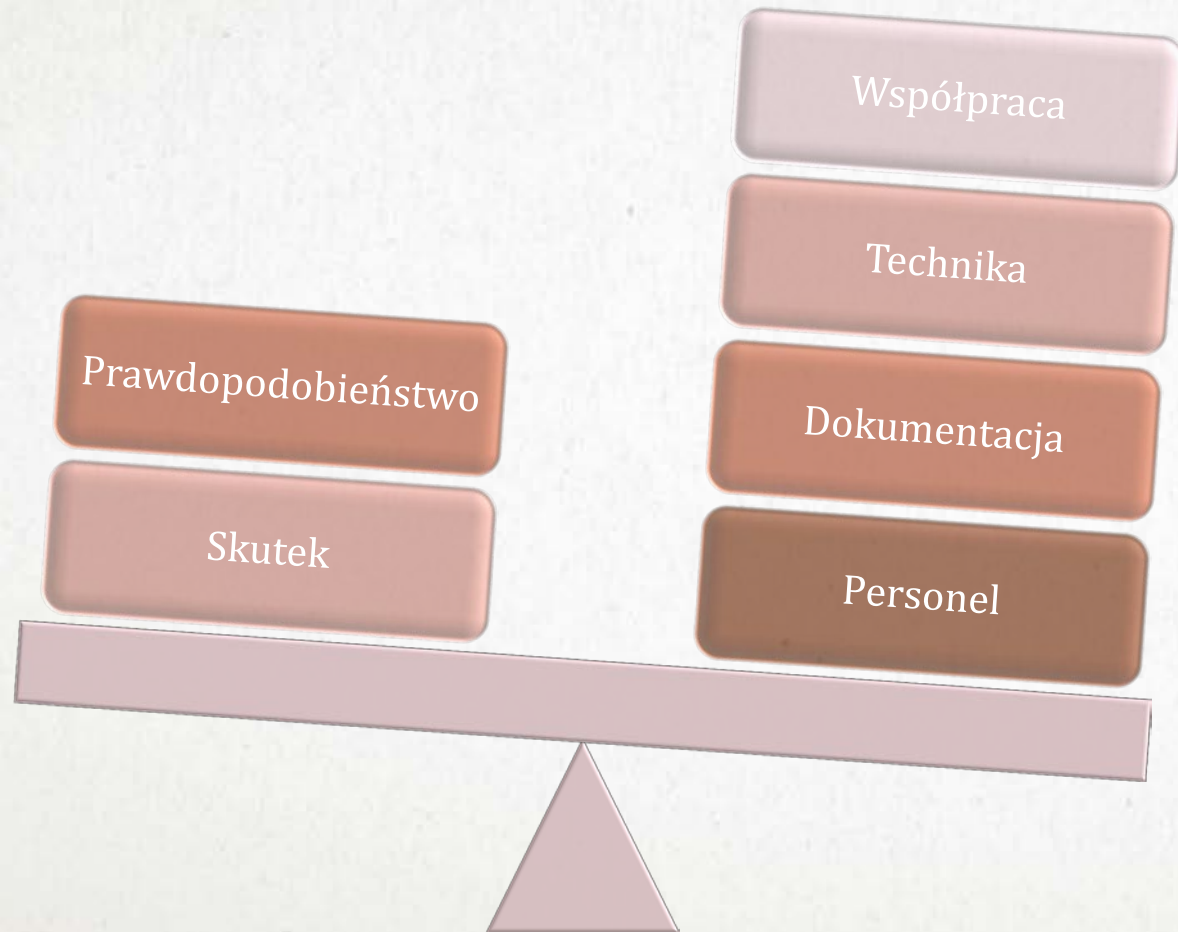 Prawdopodobieństwo
Skutek
Współpraca
Technika
Dokumentacja
Personel